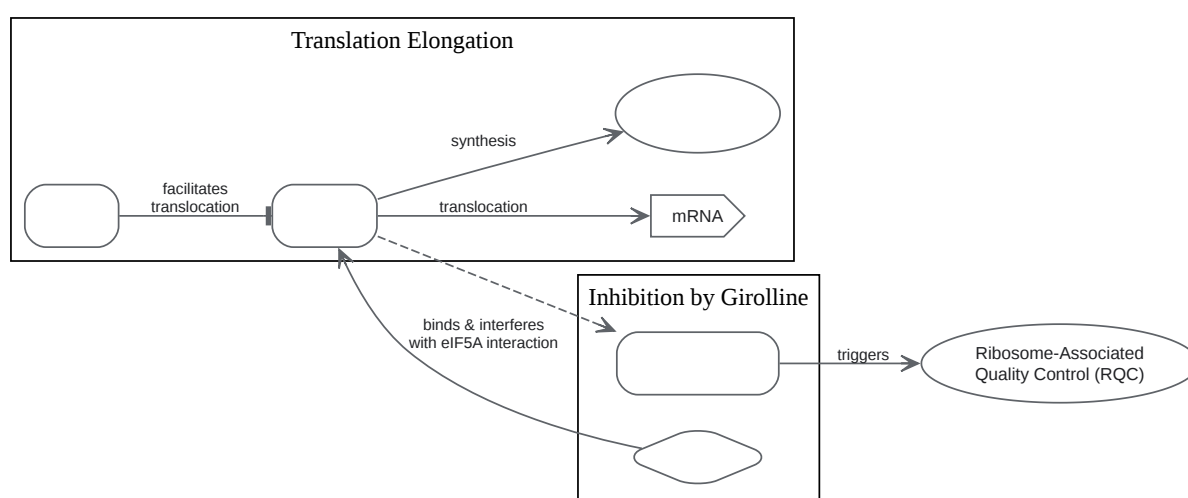 Translation Elongation
synthesis
facilitates
translocation
translocation
mRNA
Inhibition by Girolline
binds & interferes
with eIF5A interaction
triggers
Ribosome-Associated
Quality Control (RQC)